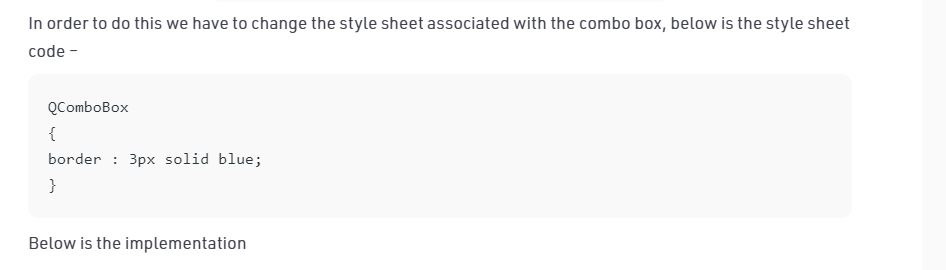 In order to do this we have to change the style sheet associated with the combo box, below is the style sheet
code –
QComboBox
{
border : 3px solid blue;
}
Below is the implementation